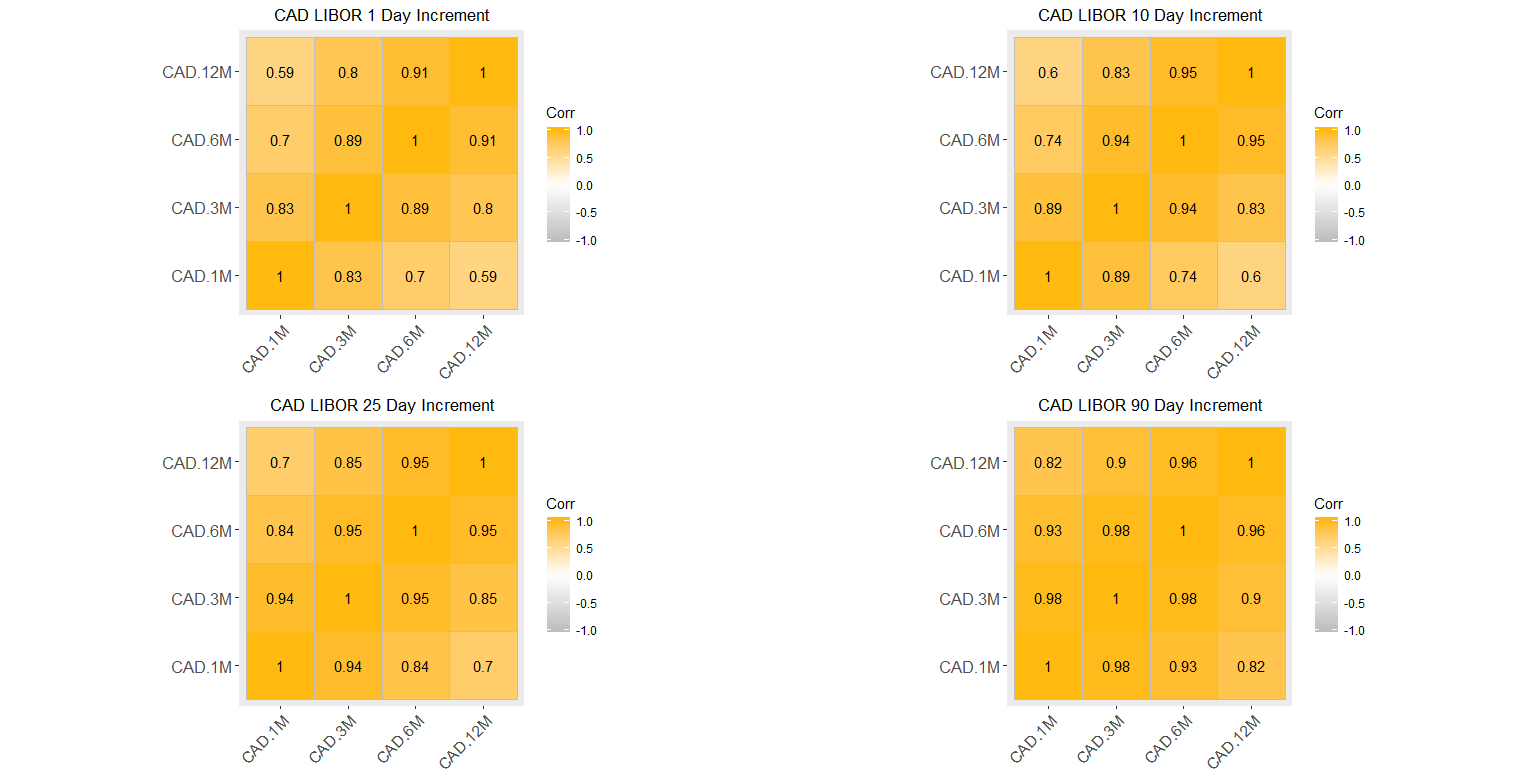 CAD LIBOR 1 Day Increment
CAD.12M 0.59 0.8 0.91 1
CAD.6M 0.7 0.89 1 0.91
CAD.3M 0.83 1 0.89 0.8
CAD.1M 1 0.83 0.7 0.59
CAD.1M CAD.3M CAD.6M CAD.12M
Corr
1.0
0.5
0.0
-0.5
-1.0
CAD LIBOR 10 Day Increment
CAD.12M 0.6 0.83 0.95 1
CAD.6M 0.74 0.94 1 0.95
CAD.3M 0.89 1 0.94 0.83
CAD.1M 1 0.89 0.74 0.6
CAD.1M CAD.3M CAD.6M CAD.12M
Corr
1.0
0.5
0.0
-0.5
-1.0
CAD LIBOR 25 Day Increment
CAD.12M 0.7 0.85 0.95 1
CAD.6M 0.84 0.95 1 0.95
CAD.3M 0.94 1 0.95 0.85
CAD.1M 1 0.94 0.84 0.7
CAD.1M CAD.3M CAD.6M CAD.12M
Corr
1.0
0.5
0.0
-0.5
-1.0
CAD LIBOR 90 Day Increment
CAD.12M 0.82 0.9 0.96 1
CAD.6M 0.93 0.98 1 0.96
CAD.3M 0.98 1 0.98 0.9
CAD.1M 1 0.98 0.93 0.82
CAD.1M CAD.3M CAD.6M CAD.12M
Corr
1.0
0.5
0.0
-0.5
-1.0